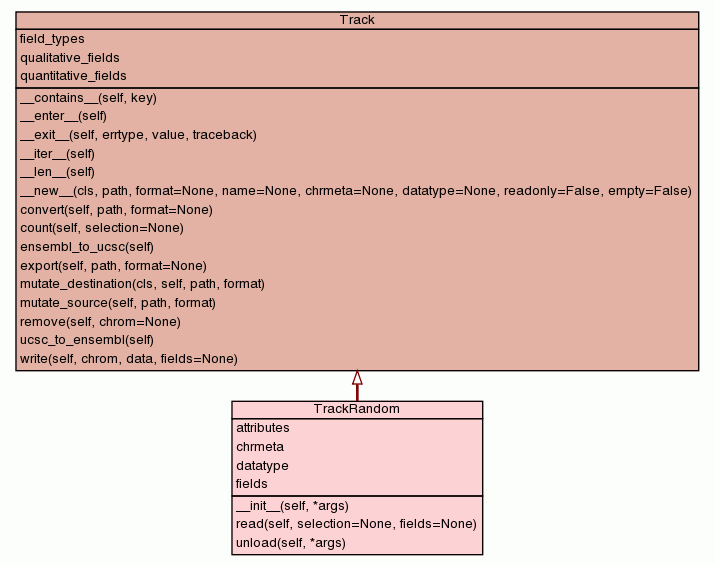 Track
field_types
qualitative_fields
quantitative_fields
__contains__(self, key)
__enter__(self)
__exit__(self, errtype, value, traceback)
__iter__(self)
__len__(self)
__new__(cls, path, format=None, name=None, chrmeta=None, datatype=None, readonly=False, empty=False)
convert(self, path, format=None)
count(self, selection=None)
ensembl_to_ucsc(self)
export(self, path, format=None)
mutate_destination(cls, self, path, format)
mutate_source(self, path, format)
remove(self, chrom=None)
ucsc_to_ensembl(self)
write(self, chrom, data, fields=None)
TrackRandom
attributes
chrmeta
datatype
fields
__init__(self, *args)
read(self, selection=None, fields=None)
unload(self, *args)